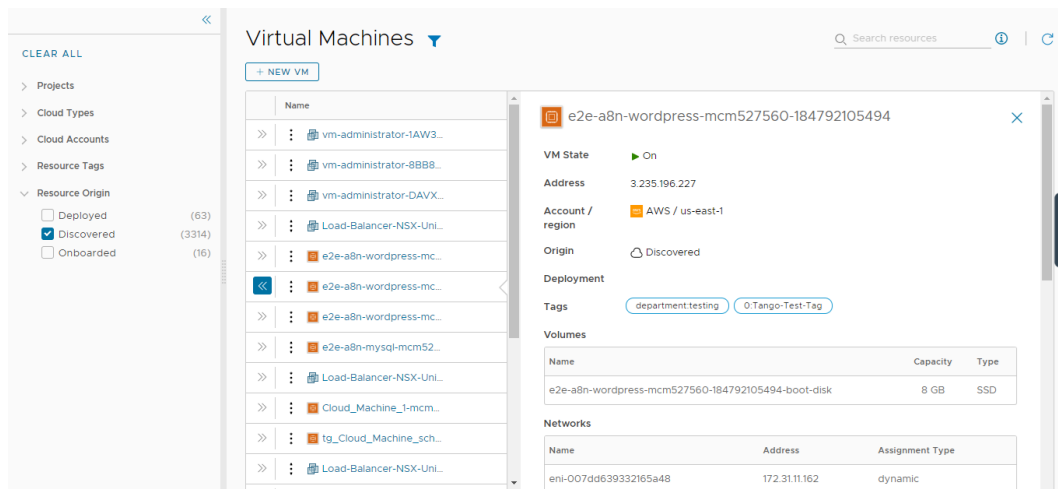 CLEAR ALL
Projects
Cloud Types
Cloud Accounts
Resource Tags
Resource Origin
Deployed (63)
Discovered (3314)
Onboarded (16)
Virtual Machines
Search resources
+ NEW VM
Name
vm-administrator-1AW3...
vm-administrator-8BB8...
vm-administrator-DAVX...
Load-Balancer-NSX-Uni...
e2e-a8n-wordpress-mc...
e2e-a8n-wordpress-mc...
e2e-a8n-wordpress-mc...
e2e-a8n-mysql-mcm52...
Load-Balancer-NSX-Uni...
Cloud_Machine_1-mcm...
tg_Cloud_Machine_sch...
Load-Balancer-NSX-Uni...
e2e-a8n-wordpress-mcm527560-184792105494
VM State On
Address 3.235.196.227
Account / region AWS / us-east-1
Origin Discovered
Deployment
Tags department:testing 0:Tango-Test-Tag
Volumes
Name Capacity Type
e2e-a8n-wordpress-mcm527560-184792105494-boot-disk 8 GB SSD
Networks
Name Address Assignment Type
eni-007dd639332165a48 172.31.11.162 dynamic